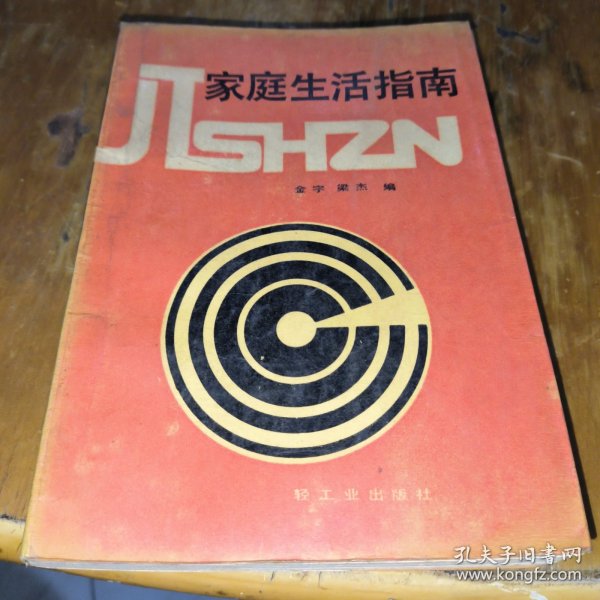 家庭生活指南
JTSHZN
金宇 梁杰 编
轻工业出版社
孔夫子旧书网
www.kongfz.com